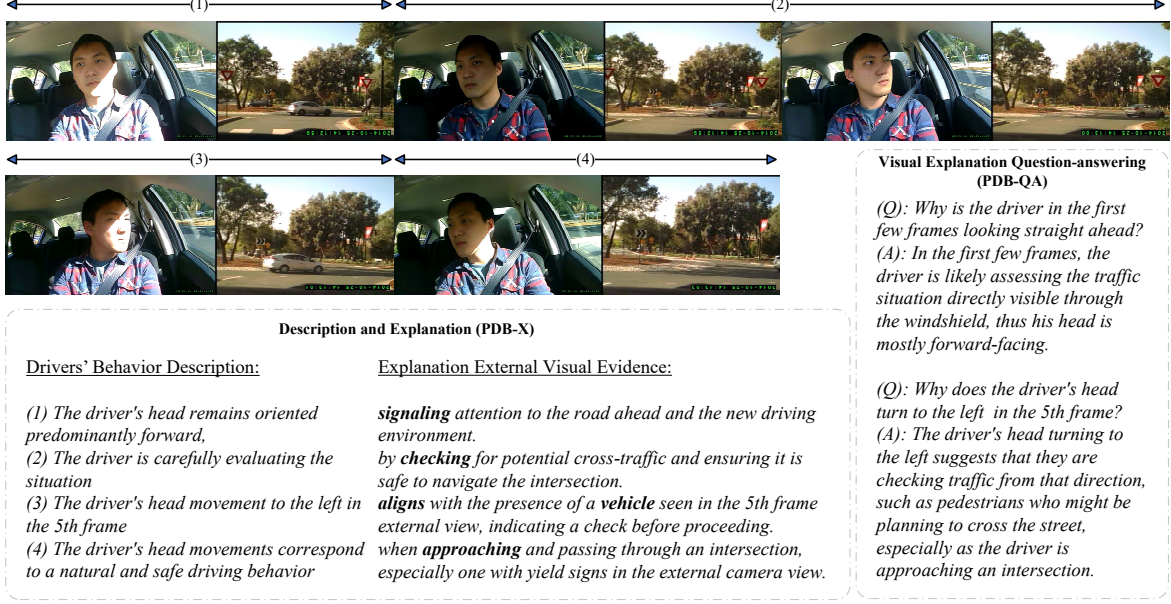 (1)
(2)
(3)
(4)
Visual Explanation Question-answering
(PDB-QA)
(Q): Why is the driver in the first
few frames looking straight ahead?
(A): In the first few frames, the
driver is likely assessing the traffic
situation directly visible through
the windshield, thus his head is
mostly forward-facing.
(Q): Why does the driver's head
turn to the left in the 5th frame?
(A): The driver's head turning to
the left suggests that they are
checking traffic from that direction,
such as pedestrians who might be
planning to cross the street,
especially as the driver is
approaching an intersection.
Description and Explanation (PDB-X)
Drivers' Behavior Description:
(1) The driver's head remains oriented
predominantly forward,
(2) The driver is carefully evaluating the
situation
(3) The driver's head movement to the left in
the 5th frame
(4) The driver's head movements correspond
to a natural and safe driving behavior
Explanation External Visual Evidence:
signaling attention to the road ahead and the new driving
environment.
by checking for potential cross-traffic and ensuring it is
safe to navigate the intersection.
aligns with the presence of a vehicle seen in the 5th frame
external view, indicating a check before proceeding.
when approaching and passing through an intersection,
especially one with yield signs in the external camera view.